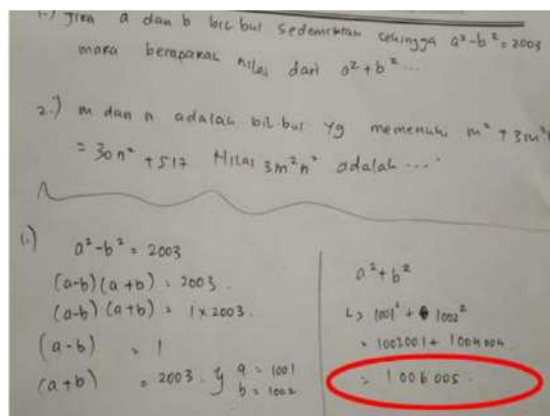 1.) Jika a dan b bil bul sedemikian sehingga a² - b² = 2003
maka berapakah nilai dari a² + b² ...
2.) m dan n adalah bil. bul yg memenuhi m² + 3m²n²
= 30n² + 517 Nilai 3m²n² adalah ....
1.)
a² - b² = 2003
(a-b)(a+b) = 2003.
(a-b) (a+b) = 1 x 2003.
(a-b) = 1
(a+b) = 2003. } a = 1001
b = 1002
a² + b²
↳ 1001² + 1002²
= 1002001 + 1004004
= 1006005.